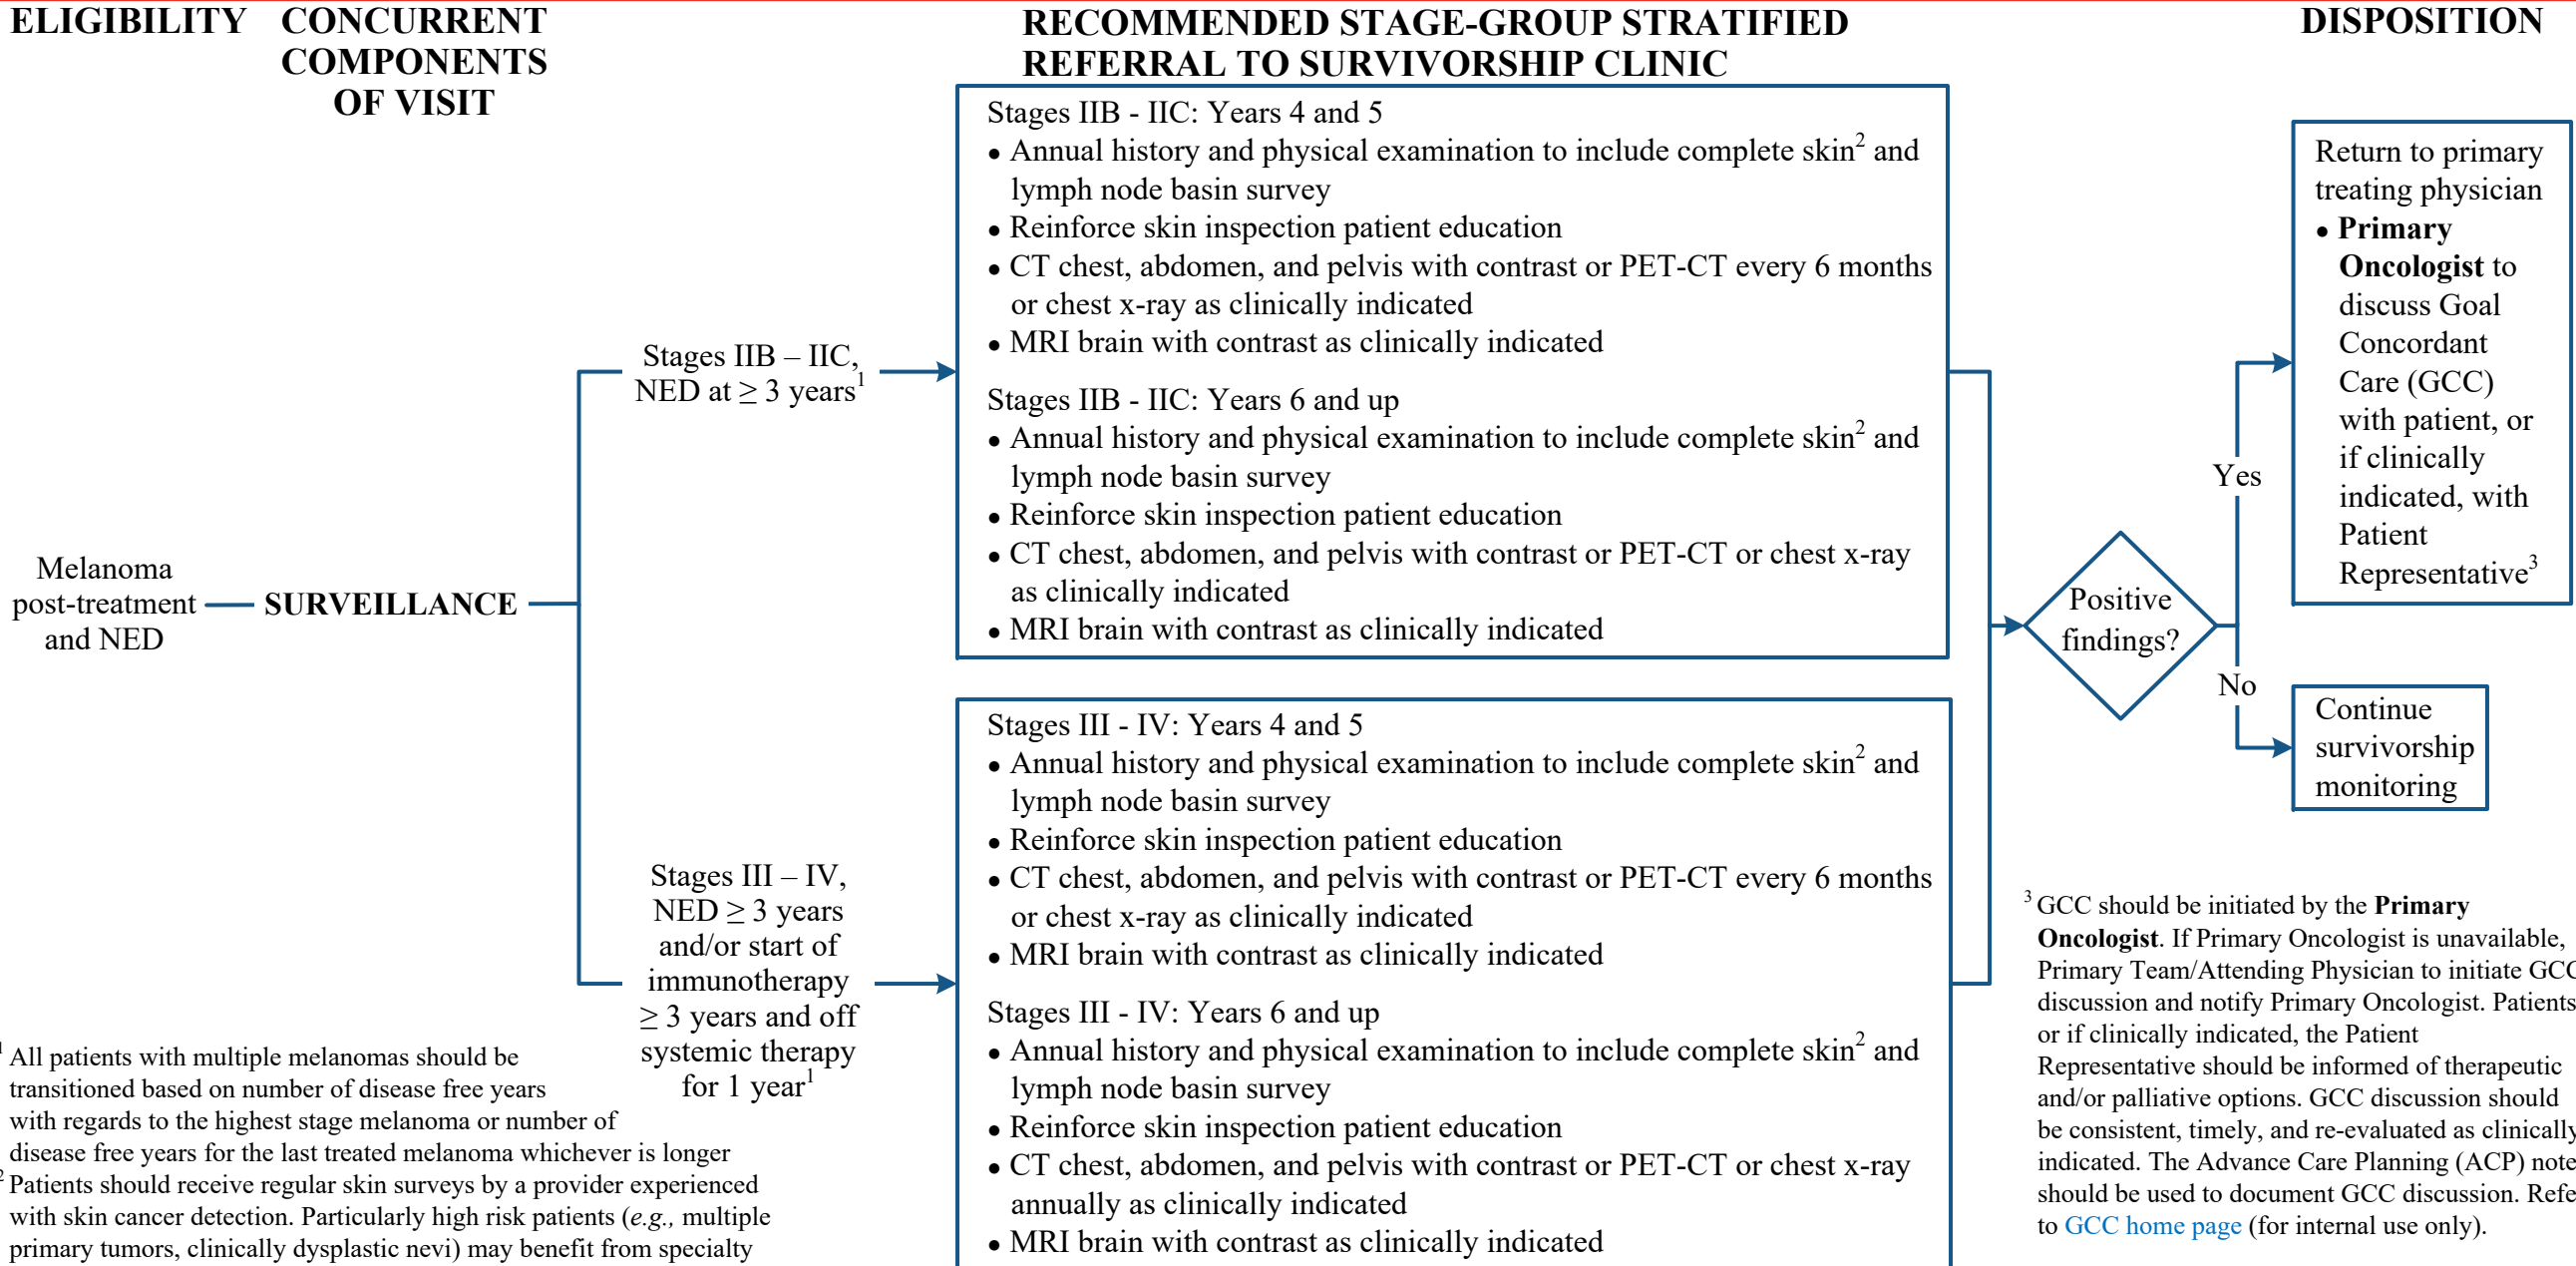 ELIGIBILITY
CONCURRENT
COMPONENTS
OF VISIT
RECOMMENDED STAGE-GROUP STRATIFIED
REFERRAL TO SURVIVORSHIP CLINIC
DISPOSITION
Melanoma
post-treatment
and NED
SURVEILLANCE
Stages IIB – IIC,
NED at ≥ 3 years1
Stages IIB - IIC: Years 4 and 5
● Annual history and physical examination to include complete skin2 and
lymph node basin survey
● Reinforce skin inspection patient education
● CT chest, abdomen, and pelvis with contrast or PET-CT every 6 months
or chest x-ray as clinically indicated
● MRI brain with contrast as clinically indicated
Stages IIB - IIC: Years 6 and up
● Annual history and physical examination to include complete skin2 and
lymph node basin survey
● Reinforce skin inspection patient education
● CT chest, abdomen, and pelvis with contrast or PET-CT or chest x-ray
as clinically indicated
● MRI brain with contrast as clinically indicated
Stages III – IV,
NED ≥ 3 years
and/or start of
immunotherapy
≥ 3 years and off
systemic therapy
for 1 year1
Stages III - IV: Years 4 and 5
● Annual history and physical examination to include complete skin2 and
lymph node basin survey
● Reinforce skin inspection patient education
● CT chest, abdomen, and pelvis with contrast or PET-CT every 6 months
or chest x-ray as clinically indicated
● MRI brain with contrast as clinically indicated
Stages III - IV: Years 6 and up
● Annual history and physical examination to include complete skin2 and
lymph node basin survey
● Reinforce skin inspection patient education
● CT chest, abdomen, and pelvis with contrast or PET-CT or chest x-ray
annually as clinically indicated
● MRI brain with contrast as clinically indicated
Positive
findings?
Yes
No
Return to primary
treating physician
● Primary
Oncologist to
discuss Goal
Concordant
Care (GCC)
with patient, or
if clinically
indicated, with
Patient
Representative3
Continue
survivorship
monitoring
1 All patients with multiple melanomas should be
transitioned based on number of disease free years
with regards to the highest stage melanoma or number of
disease free years for the last treated melanoma whichever is longer
2 Patients should receive regular skin surveys by a provider experienced
with skin cancer detection. Particularly high risk patients (e.g., multiple
primary tumors, clinically dysplastic nevi) may benefit from specialty
3 GCC should be initiated by the Primary
Oncologist. If Primary Oncologist is unavailable,
Primary Team/Attending Physician to initiate GCC
discussion and notify Primary Oncologist. Patients
or if clinically indicated, the Patient
Representative should be informed of therapeutic
and/or palliative options. GCC discussion should
be consistent, timely, and re-evaluated as clinically
indicated. The Advance Care Planning (ACP) note
should be used to document GCC discussion. Refe
to GCC home page (for internal use only).